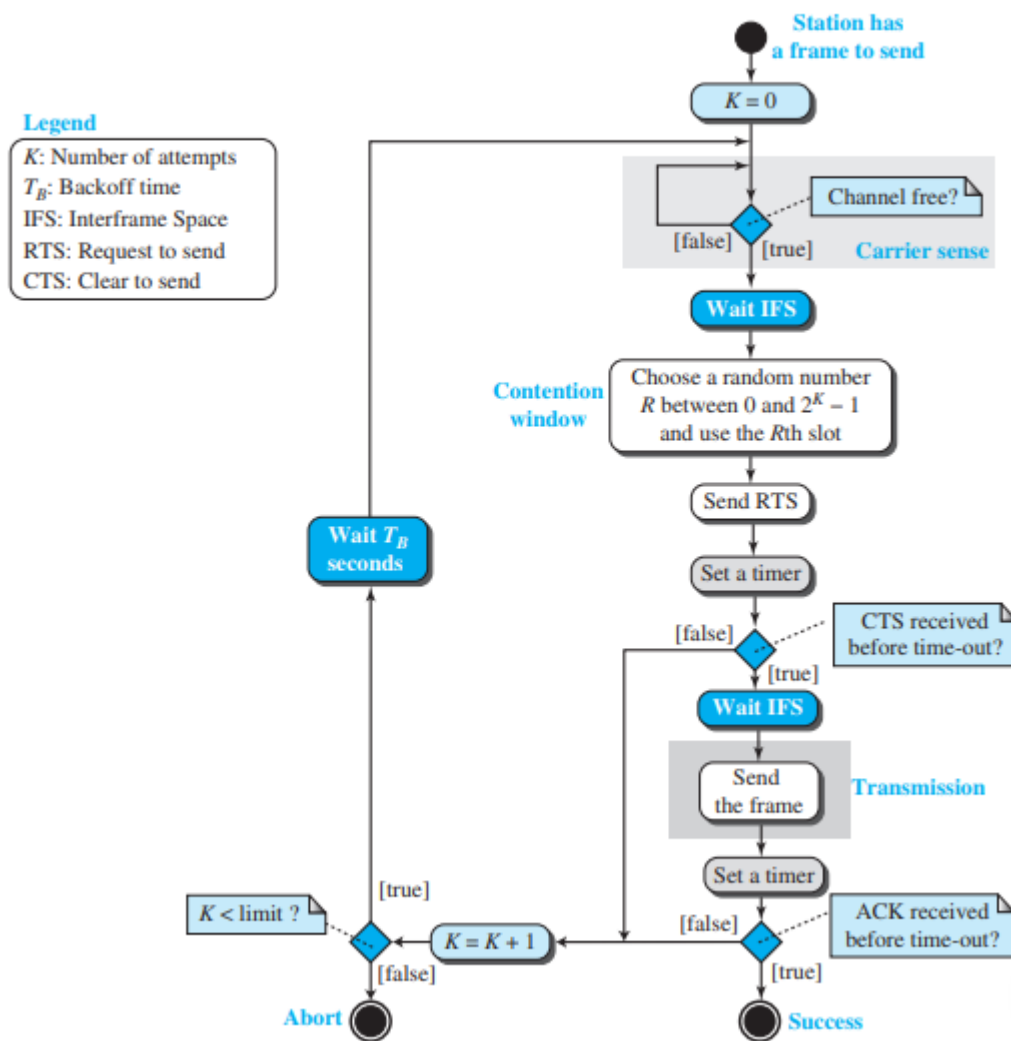 Station has
a frame to send
K = 0
Legend
K: Number of attempts
T_B: Backoff time
IFS: Interframe Space
RTS: Request to send
CTS: Clear to send
Channel free?
[false]
[true]
Carrier sense
Wait IFS
Contention
window
Choose a random number
R between 0 and 2^K – 1
and use the Rth slot
Send RTS
Wait T_B
seconds
Set a timer
[false]
CTS received
before time-out?
[true]
Wait IFS
Send
the frame
Transmission
Set a timer
K < limit ?
[true]
K = K + 1
[false]
ACK received
before time-out?
[false]
[true]
Abort
Success